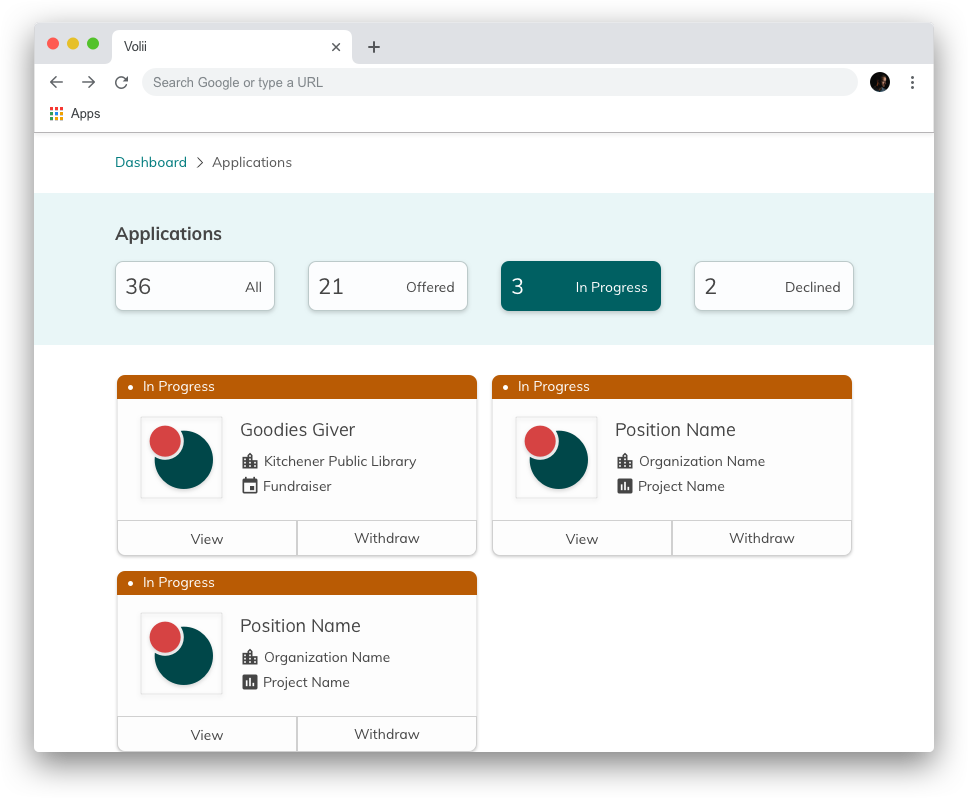 Volii
Search Google or type a URL
Apps
Dashboard > Applications
Applications
36 All
21 Offered
3 In Progress
2 Declined
• In Progress
Goodies Giver
Kitchener Public Library
Fundraiser
View Withdraw
• In Progress
Position Name
Organization Name
Project Name
View Withdraw
• In Progress
Position Name
Organization Name
Project Name
View Withdraw